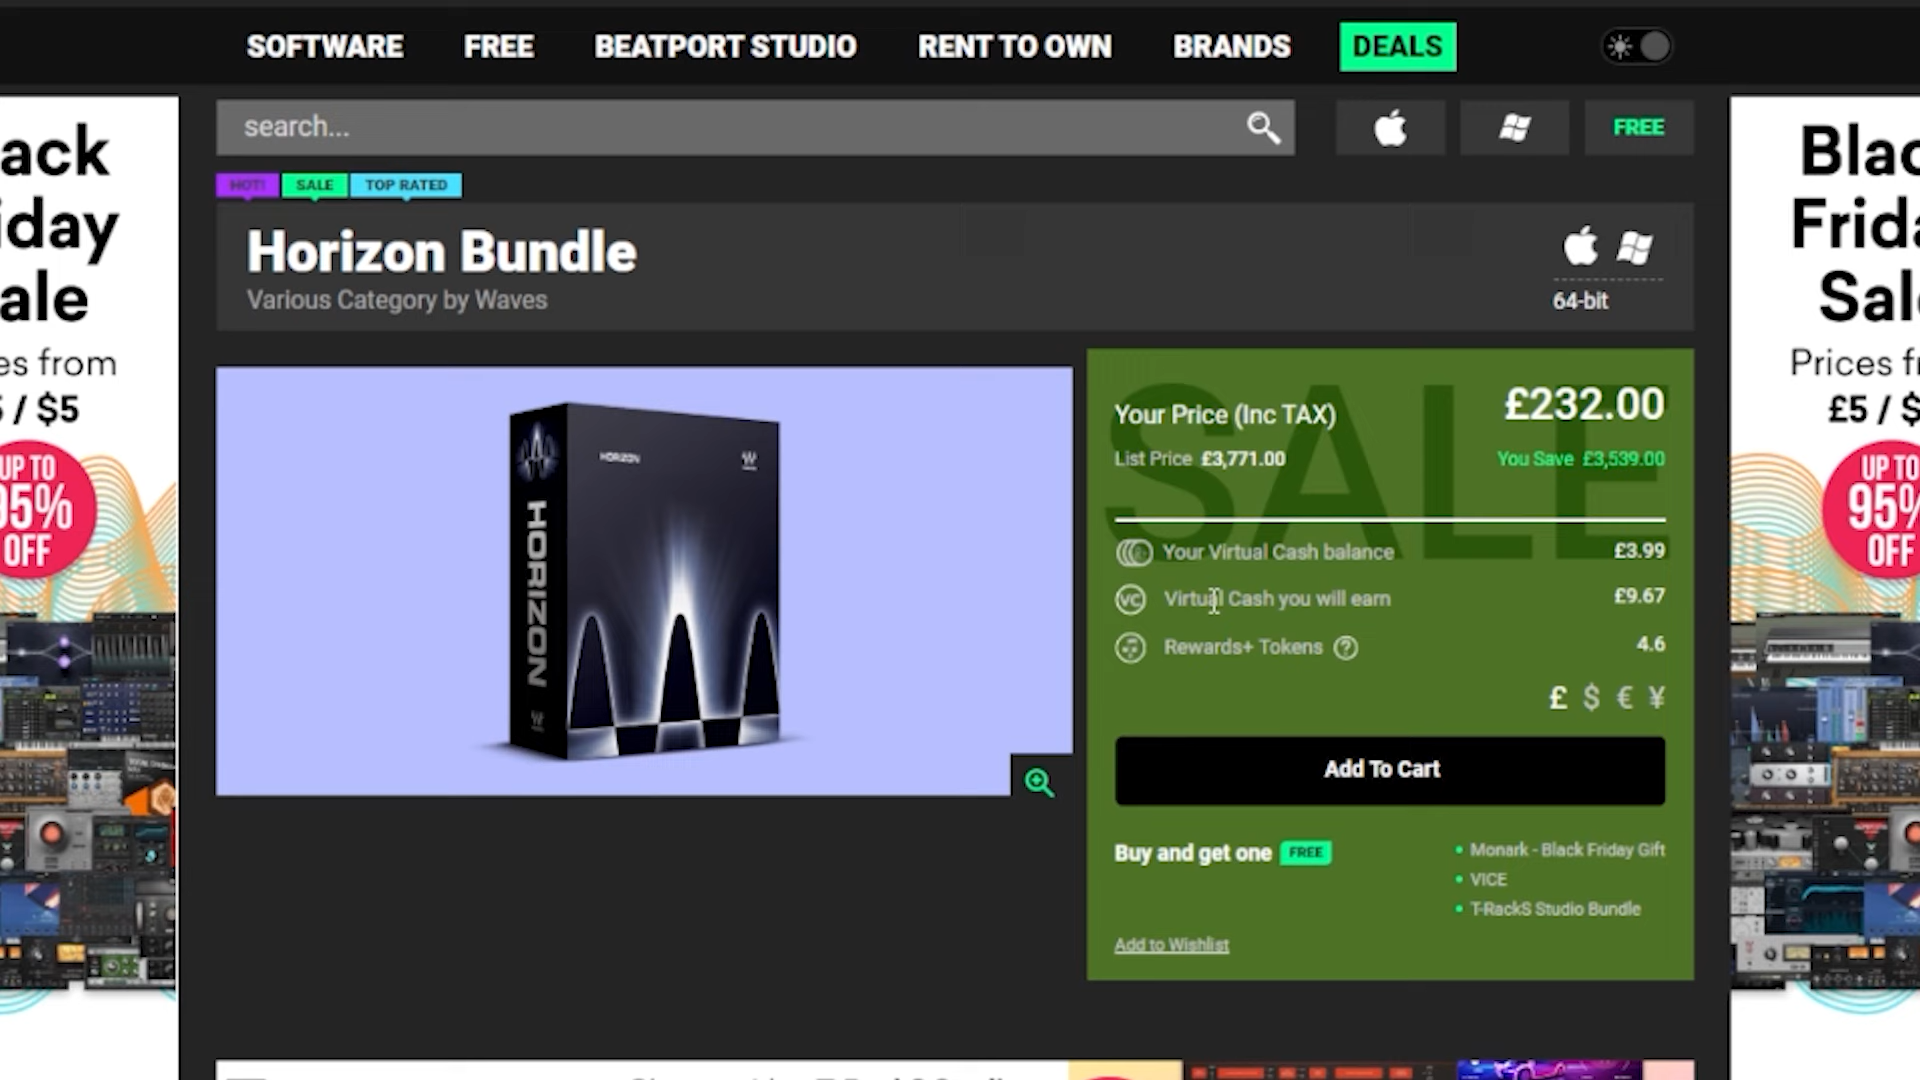 SOFTWARE FREE BEATPORT STUDIO RENT TO OWN BRANDS DEALS
search...
FREE
HOT! SALE TOP RATED
Horizon Bundle
Various Category by Waves
64-bit
ack
iday
ale
es from
5 / $5
UP TO
95%
OFF
HORIZON
HORIZON
SALE
Your Price (Inc TAX) £232.00
List Price £3,771.00 You Save £3,539.00
Your Virtual Cash balance £3.99
Virtual Cash you will earn £9.67
Rewards+ Tokens ? 4.6
£ $ € ¥
Add To Cart
Buy and get one FREE
Monark - Black Friday Gift
VICE
T-RackS Studio Bundle
Add to Wishlist
Blac
Frida
Sal
Prices f
£5 / $
UP TO
95%
OFF